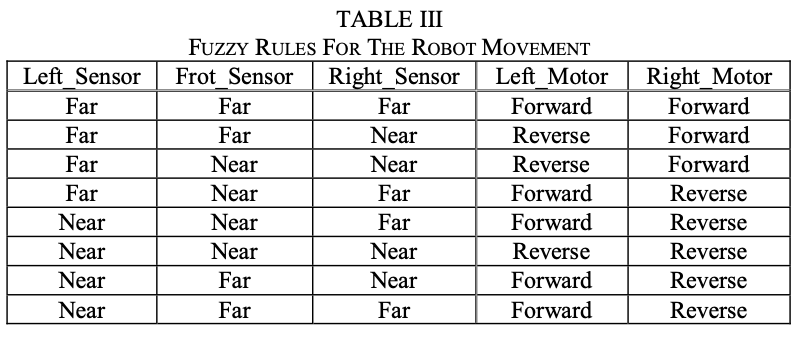 TABLE III
FUZZY RULES FOR THE ROBOT MOVEMENT
Left_Sensor Frot_Sensor Right_Sensor Left_Motor Right_Motor
Far Far Far Forward Forward
Far Far Near Reverse Forward
Far Near Near Reverse Forward
Far Near Far Forward Reverse
Near Near Far Forward Reverse
Near Near Near Reverse Reverse
Near Far Near Forward Reverse
Near Far Far Forward Reverse